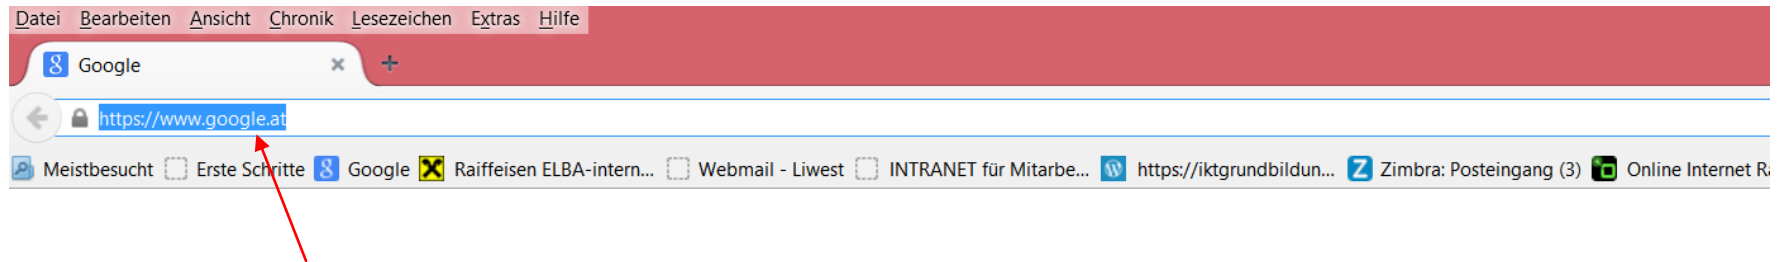 Datei Bearbeiten Ansicht Chronik Lesezeichen Extras Hilfe
Google
https://www.google.at
Meistbesucht Erste Schritte Google Raiffeisen ELBA-intern... Webmail - Liwest INTRANET für Mitarbe... https://iktgrundbildun... Zimbra: Posteingang (3) Online Internet Ra